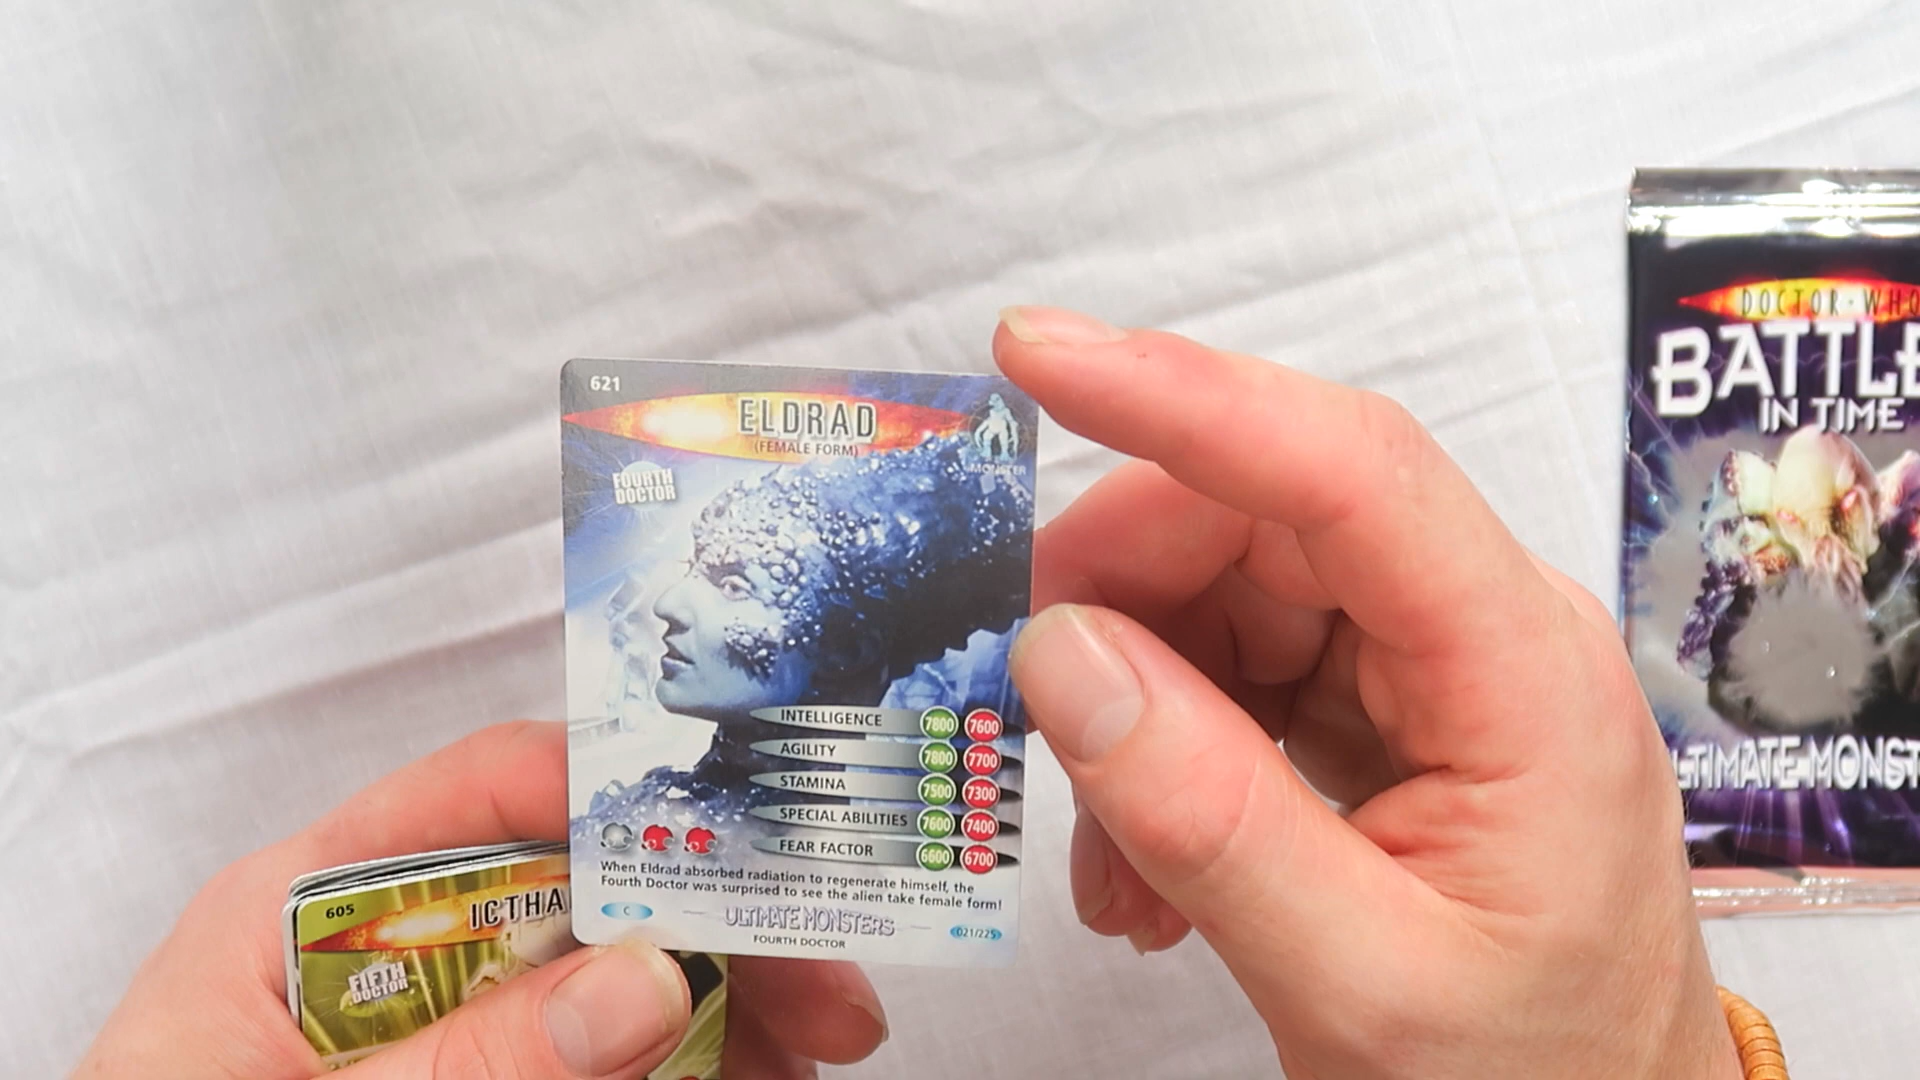 621
ELDRAD
(FEMALE FORM)
MONSTER
FOURTH
DOCTOR
INTELLIGENCE 7800 7600
AGILITY 7800 7700
STAMINA 7500 7300
SPECIAL ABILITIES 7600 7400
FEAR FACTOR 6600 6700
When Eldrad absorbed radiation to regenerate himself, the
Fourth Doctor was surprised to see the alien take female form!
C
ULTIMATE MONSTERS
FOURTH DOCTOR
021/225
605
ICTHA
FIFTH
DOCTOR
DOCTOR·WHO
BATTLE
IN TIME
LTIMATE MONST